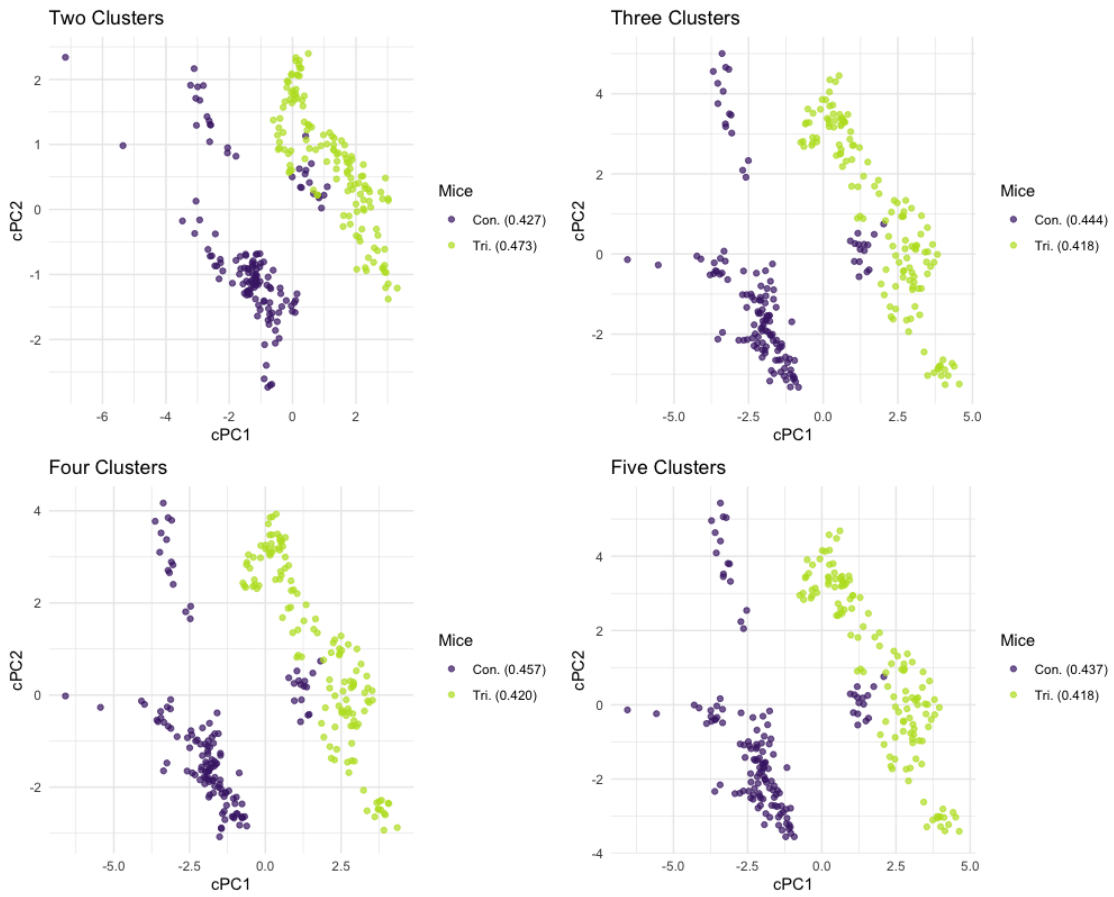 Two Clusters
2
1
0
-1
-2
cPC2
-6
-4
-2
0
2
cPC1
Mice
Con. (0.427)
Tri. (0.473)
Three Clusters
4
2
0
-2
cPC2
-5.0
-2.5
0.0
2.5
5.0
cPC1
Mice
Con. (0.444)
Tri. (0.418)
Four Clusters
4
2
0
-2
cPC2
-5.0
-2.5
0.0
2.5
cPC1
Mice
Con. (0.457)
Tri. (0.420)
Five Clusters
4
2
0
-2
-4
cPC2
-5.0
-2.5
0.0
2.5
5.0
cPC1
Mice
Con. (0.437)
Tri. (0.418)